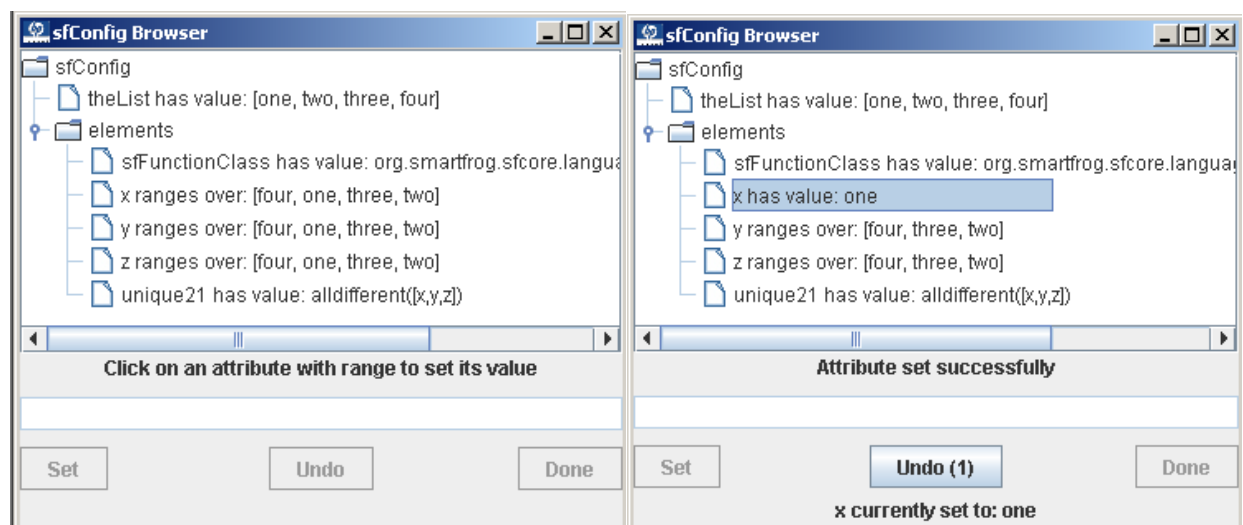 sfConfig Browser
sfConfig
theList has value: [one, two, three, four]
elements
sfFunctionClass has value: org.smartfrog.sfcore.langua
x ranges over: [four, one, three, two]
y ranges over: [four, one, three, two]
z ranges over: [four, one, three, two]
unique21 has value: alldifferent([x,y,z])
Click on an attribute with range to set its value
Set
Undo
Done
sfConfig Browser
sfConfig
theList has value: [one, two, three, four]
elements
sfFunctionClass has value: org.smartfrog.sfcore.languag
x has value: one
y ranges over: [four, three, two]
z ranges over: [four, three, two]
unique21 has value: alldifferent([x,y,z])
Attribute set successfully
Set
Undo (1)
Done
x currently set to: one